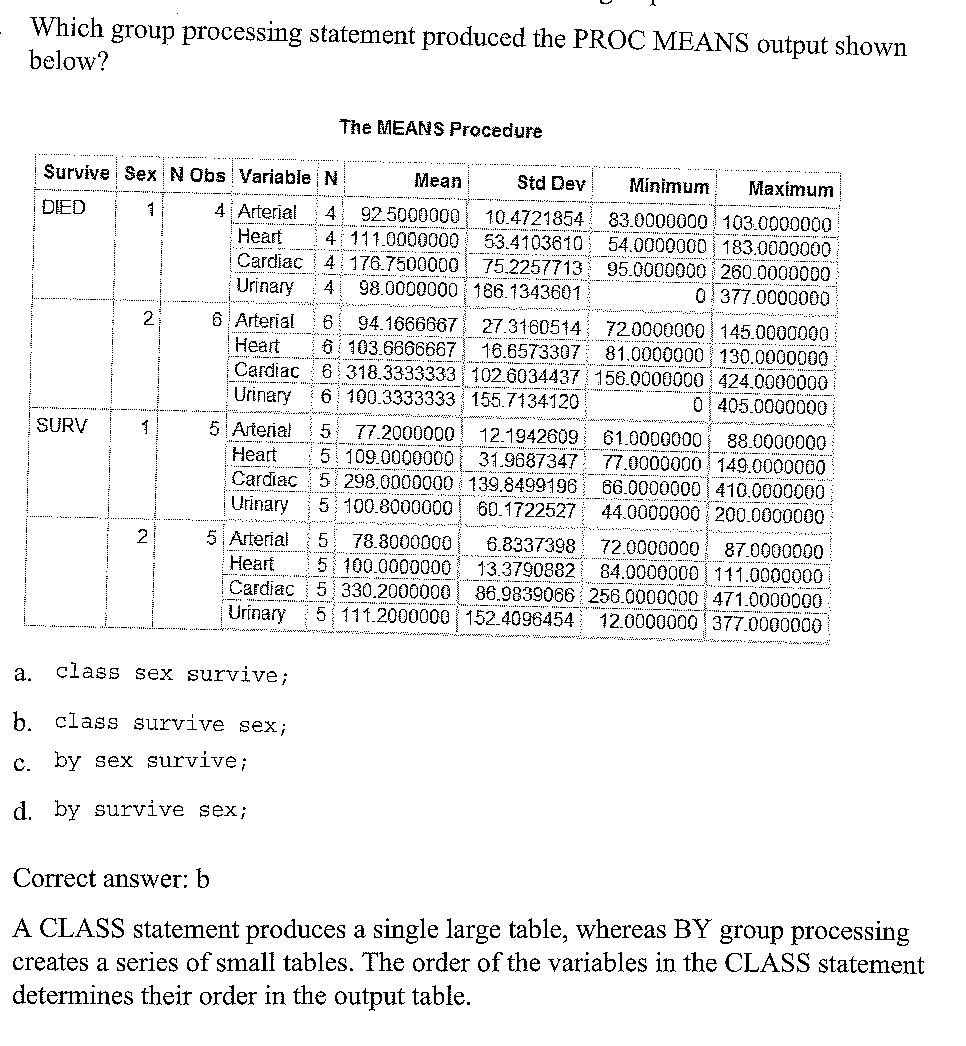 Which group processing statement produced the PROC MEANS output shown
below?
The MEANS Procedure
Survive Sex N Obs Variable N Mean Std Dev Minimum Maximum
DIED 1 4 Arterial 4 92.5000000 10.4721854 83.0000000 103.0000000
Heart 4 111.0000000 53.4103610 54.0000000 183.0000000
Cardiac 4 176.7500000 75.2257713 95.0000000 260.0000000
Urinary 4 98.0000000 186.1343601 0 377.0000000
2 6 Arterial 6 94.1666667 27.3160514 72.0000000 145.0000000
Heart 6 103.6666667 16.6573307 81.0000000 130.0000000
Cardiac 6 318.3333333 102.6034437 156.0000000 424.0000000
Urinary 6 100.3333333 155.7134120 0 405.0000000
SURV 1 5 Arterial 5 77.2000000 12.1942609 61.0000000 88.0000000
Heart 5 109.0000000 31.9687347 77.0000000 149.0000000
Cardiac 5 298.0000000 139.8499196 66.0000000 410.0000000
Urinary 5 100.8000000 60.1722527 44.0000000 200.0000000
2 5 Arterial 5 78.8000000 6.8337398 72.0000000 87.0000000
Heart 5 100.0000000 13.3790882 84.0000000 111.0000000
Cardiac 5 330.2000000 86.9839066 256.0000000 471.0000000
Urinary 5 111.2000000 152.4096454 12.0000000 377.0000000
a. class sex survive;
b. class survive sex;
c. by sex survive;
d. by survive sex;
Correct answer: b
A CLASS statement produces a single large table, whereas BY group processing
creates a series of small tables. The order of the variables in the CLASS statement
determines their order in the output table.